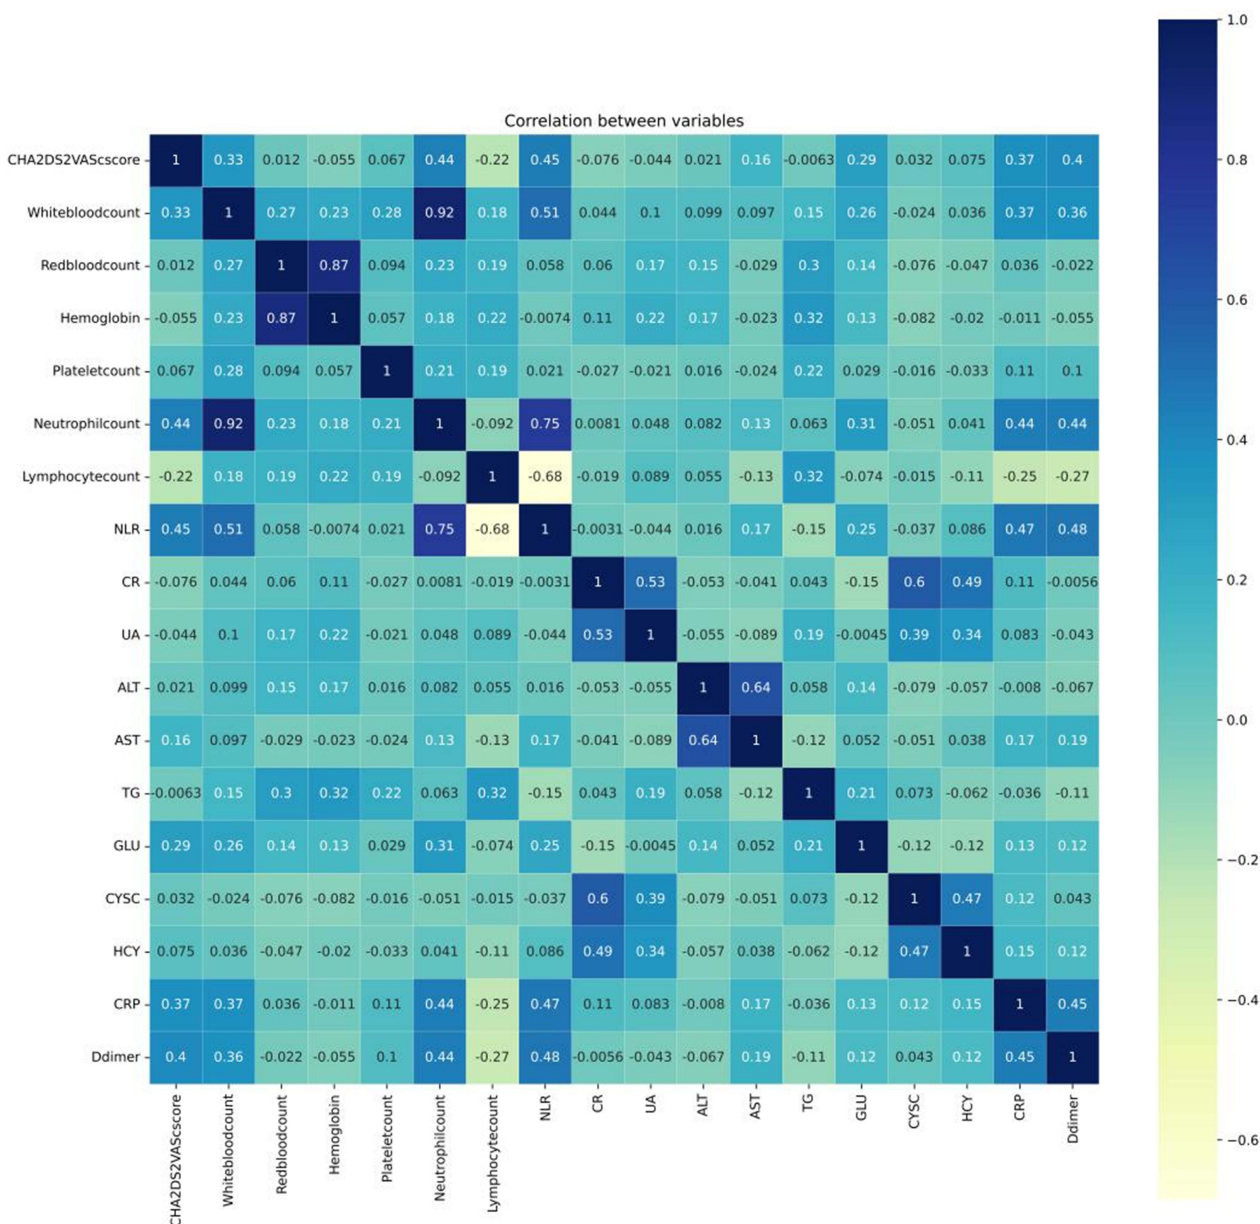 Correlation between variables
CHA2DS2VAScscore 1 0.33 0.012 -0.055 0.067 0.44 -0.22 0.45 -0.076 -0.044 0.021 0.16 -0.0063 0.29 0.032 0.075 0.37 0.4
Whitebloodcount 0.33 1 0.27 0.23 0.28 0.92 0.18 0.51 0.044 0.1 0.099 0.097 0.15 0.26 -0.024 0.036 0.37 0.36
Redbloodcount 0.012 0.27 1 0.87 0.094 0.23 0.19 0.058 0.06 0.17 0.15 -0.029 0.3 0.14 -0.076 -0.047 0.036 -0.022
Hemoglobin -0.055 0.23 0.87 1 0.057 0.18 0.22 -0.0074 0.11 0.22 0.17 -0.023 0.32 0.13 -0.082 -0.02 -0.011 -0.055
Plateletcount 0.067 0.28 0.094 0.057 1 0.21 0.19 0.021 -0.027 -0.021 0.016 -0.024 0.22 0.029 -0.016 -0.033 0.11 0.1
Neutrophilcount 0.44 0.92 0.23 0.18 0.21 1 -0.092 0.75 0.0081 0.048 0.082 0.13 0.063 0.31 -0.051 0.041 0.44 0.44
Lymphocytecount -0.22 0.18 0.19 0.22 0.19 -0.092 1 -0.68 -0.019 0.089 0.055 -0.13 0.32 -0.074 -0.015 -0.11 -0.25 -0.27
NLR 0.45 0.51 0.058 -0.0074 0.021 0.75 -0.68 1 -0.0031 -0.044 0.016 0.17 -0.15 0.25 -0.037 0.086 0.47 0.48
CR -0.076 0.044 0.06 0.11 -0.027 0.0081 -0.019 -0.0031 1 0.53 -0.053 -0.041 0.043 -0.15 0.6 0.49 0.11 -0.0056
UA -0.044 0.1 0.17 0.22 -0.021 0.048 0.089 -0.044 0.53 1 -0.055 -0.089 0.19 -0.0045 0.39 0.34 0.083 -0.043
ALT 0.021 0.099 0.15 0.17 0.016 0.082 0.055 0.016 -0.053 -0.055 1 0.64 0.058 0.14 -0.079 -0.057 -0.008 -0.067
AST 0.16 0.097 -0.029 -0.023 -0.024 0.13 -0.13 0.17 -0.041 -0.089 0.64 1 -0.12 0.052 -0.051 0.038 0.17 0.19
TG -0.0063 0.15 0.3 0.32 0.22 0.063 0.32 -0.15 0.043 0.19 0.058 -0.12 1 0.21 0.073 -0.062 -0.036 -0.11
GLU 0.29 0.26 0.14 0.13 0.029 0.31 -0.074 0.25 -0.15 -0.0045 0.14 0.052 0.21 1 -0.12 -0.12 0.13 0.12
CYSC 0.032 -0.024 -0.076 -0.082 -0.016 -0.051 -0.015 -0.037 0.6 0.39 -0.079 -0.051 0.073 -0.12 1 0.47 0.12 0.043
HCY 0.075 0.036 -0.047 -0.02 -0.033 0.041 -0.11 0.086 0.49 0.34 -0.057 0.038 -0.062 -0.12 0.47 1 0.15 0.12
CRP 0.37 0.37 0.036 -0.011 0.11 0.44 -0.25 0.47 0.11 0.083 -0.008 0.17 -0.036 0.13 0.12 0.15 1 0.45
Ddimer 0.4 0.36 -0.022 -0.055 0.1 0.44 -0.27 0.48 -0.0056 -0.043 -0.067 0.19 -0.11 0.12 0.043 0.12 0.45 1
CHA2DS2VAScscore
Whitebloodcount
Redbloodcount
Hemoglobin
Plateletcount
Neutrophilcount
Lymphocytecount
NLR
CR
UA
ALT
AST
TG
GLU
CYSC
HCY
CRP
Ddimer
1.0
0.8
0.6
0.4
0.2
0.0
−0.2
−0.4
−0.6